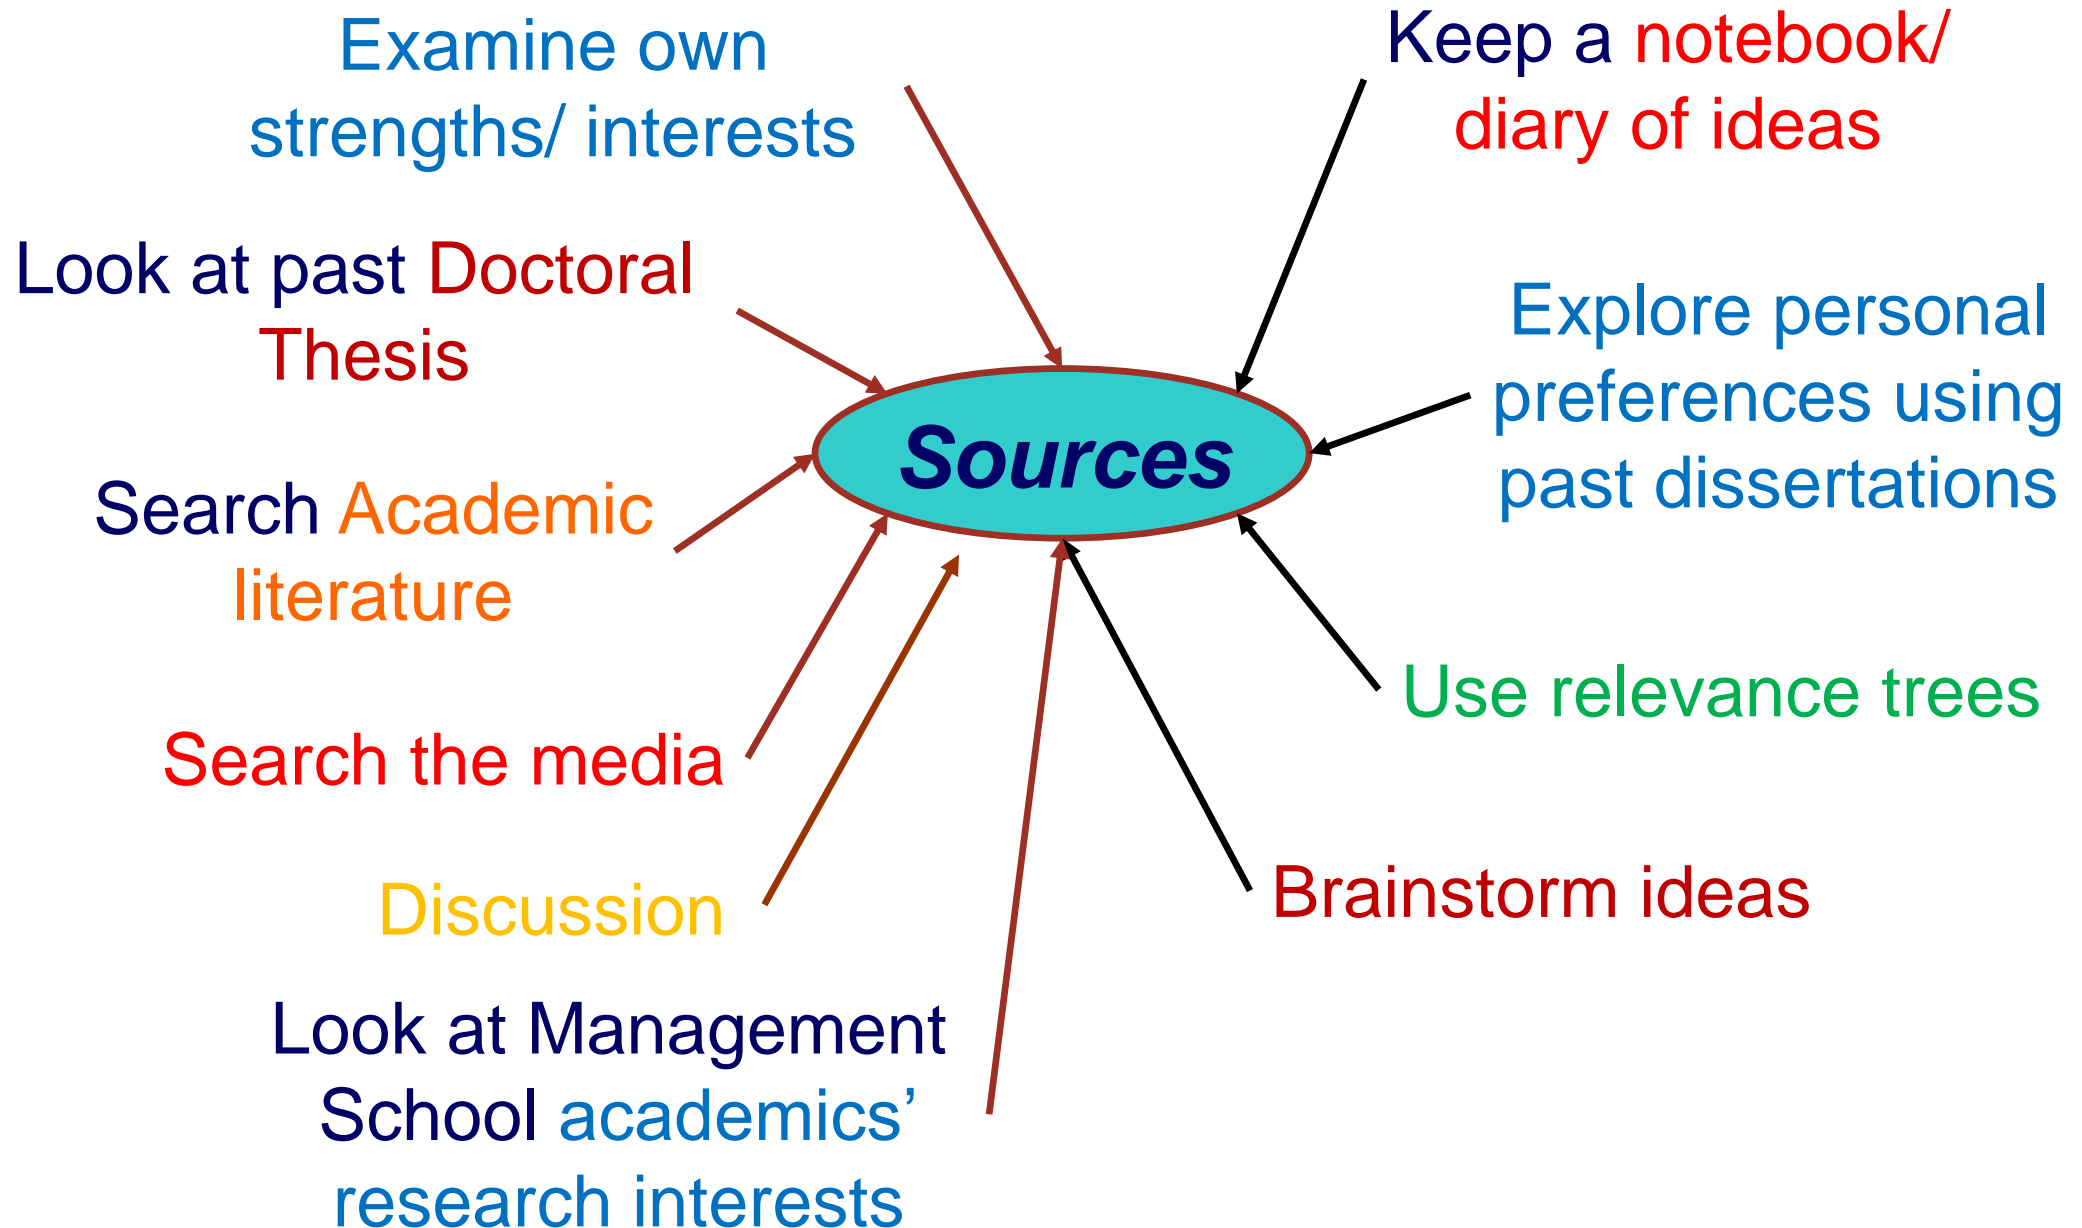 Examine own
strengths/ interests
Look at past Doctoral
Thesis
Search Academic
literature
Search the media
Discussion
Look at Management
School academics’
research interests
Sources
Keep a notebook/
diary of ideas
Explore personal
preferences using
past dissertations
Use relevance trees
Brainstorm ideas